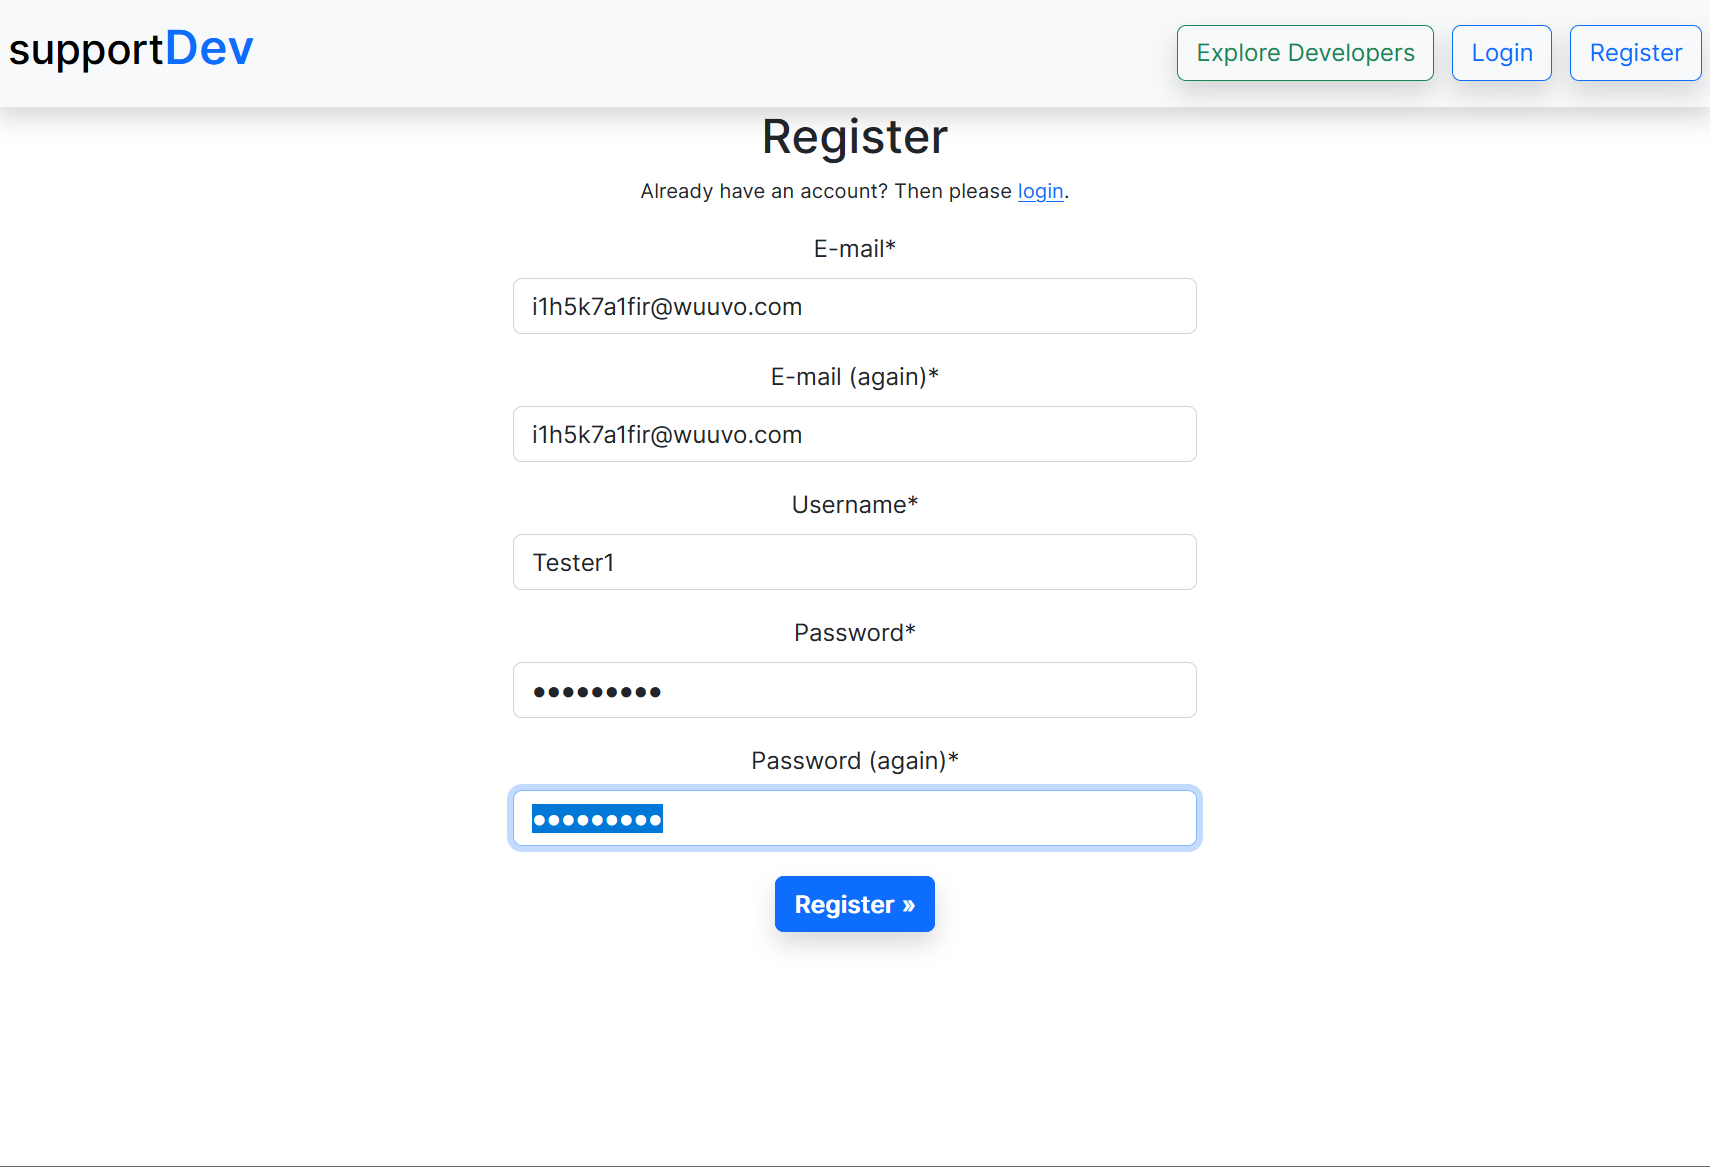 supportDev
Explore Developers
Login
Register
Register
Already have an account? Then please login.
E-mail*
i1h5k7a1fir@wuuvo.com
E-mail (again)*
i1h5k7a1fir@wuuvo.com
Username*
Tester1
Password*
•••••••••
Password (again)*
•••••••••
Register »